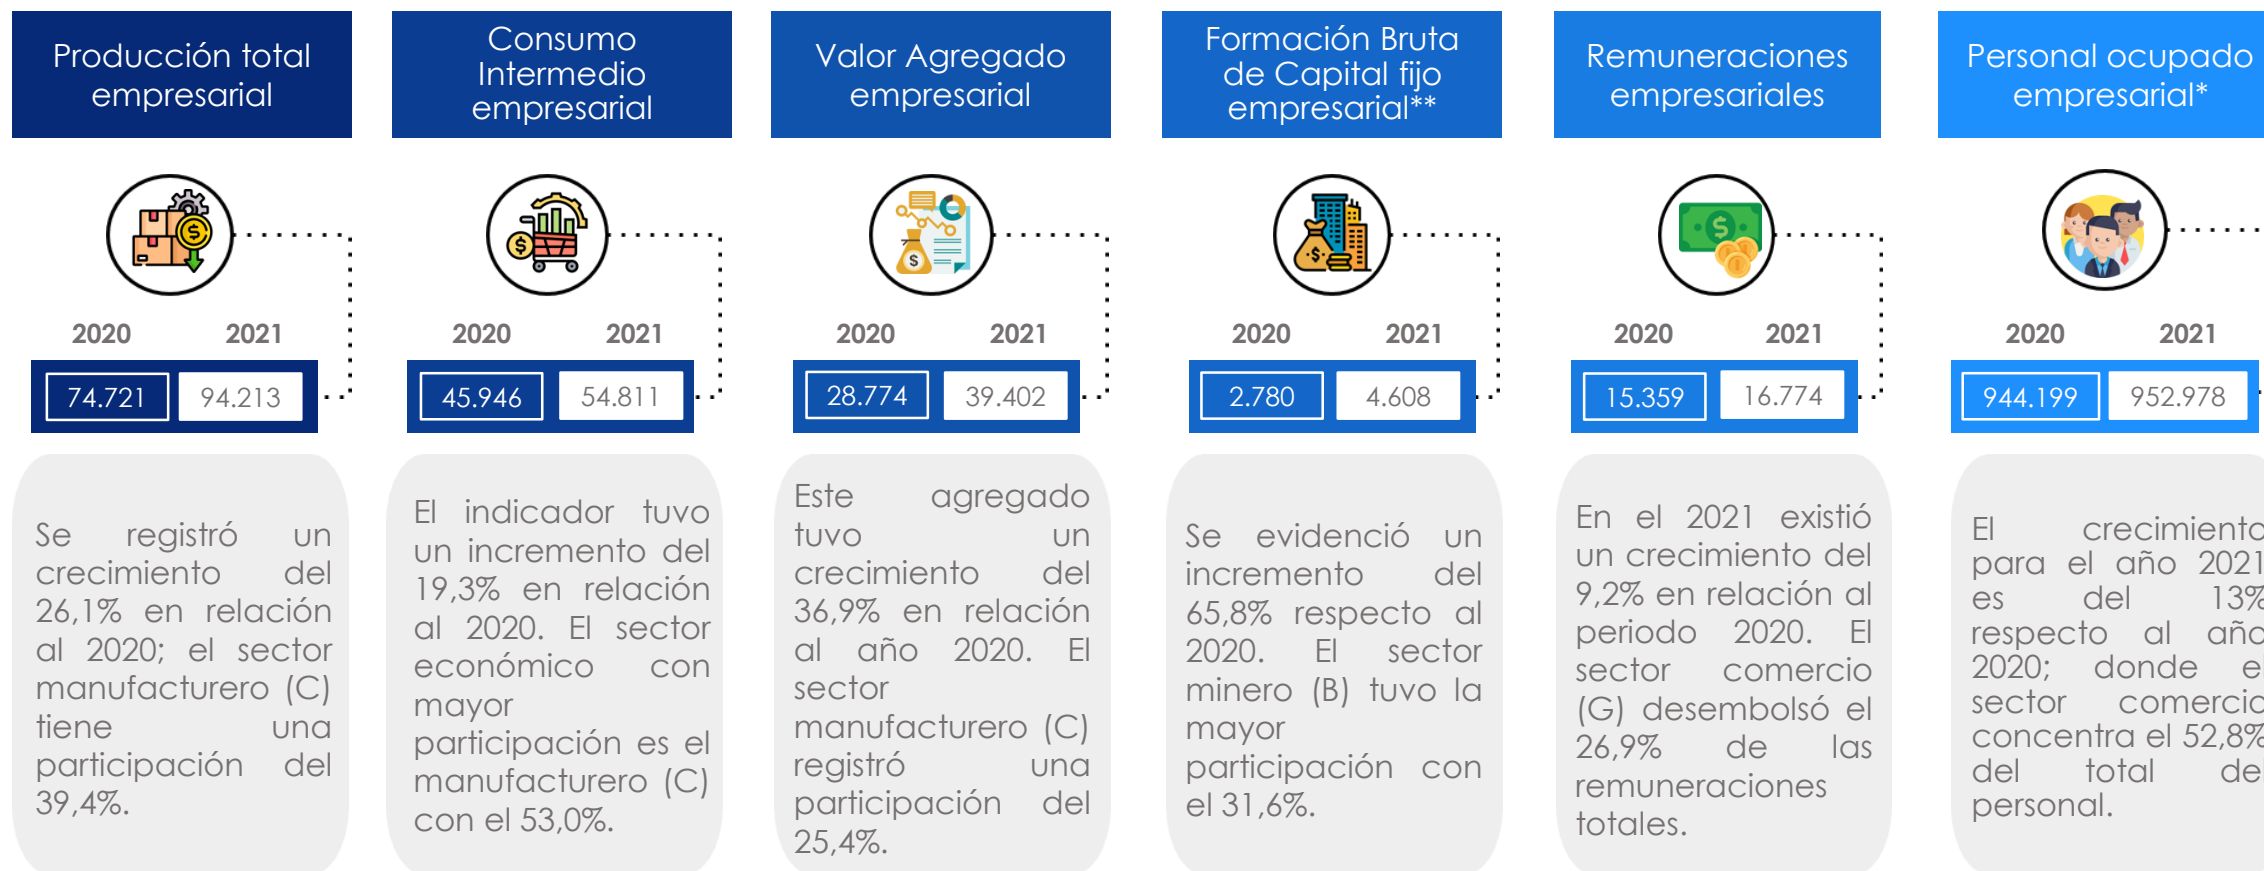 Producción total
empresarial
2020 2021
74.721 94.213
Se registró un
crecimiento del
26,1% en relación
al 2020; el sector
manufacturero (C)
tiene una
participación del
39,4%.
Consumo
Intermedio
empresarial
2020 2021
45.946 54.811
El indicador tuvo
un incremento del
19,3% en relación
al 2020. El sector
económico con
mayor
participación es el
manufacturero (C)
con el 53,0%.
Valor Agregado
empresarial
2020 2021
28.774 39.402
Este agregado
tuvo un
crecimiento del
36,9% en relación
al año 2020. El
sector
manufacturero (C)
registró una
participación del
25,4%.
Formación Bruta
de Capital fijo
empresarial**
2020 2021
2.780 4.608
Se evidenció un
incremento del
65,8% respecto al
2020. El sector
minero (B) tuvo la
mayor
participación con
el 31,6%.
Remuneraciones
empresariales
2020 2021
15.359 16.774
En el 2021 existió
un crecimiento del
9,2% en relación al
periodo 2020. El
sector comercio
(G) desembolsó el
26,9% de las
remuneraciones
totales.
Personal ocupado
empresarial*
2020 2021
944.199 952.978
El crecimiento
para el año 2021
es del 13%
respecto al año
2020; donde el
sector comercio
concentra el 52,8%
del total del
personal.